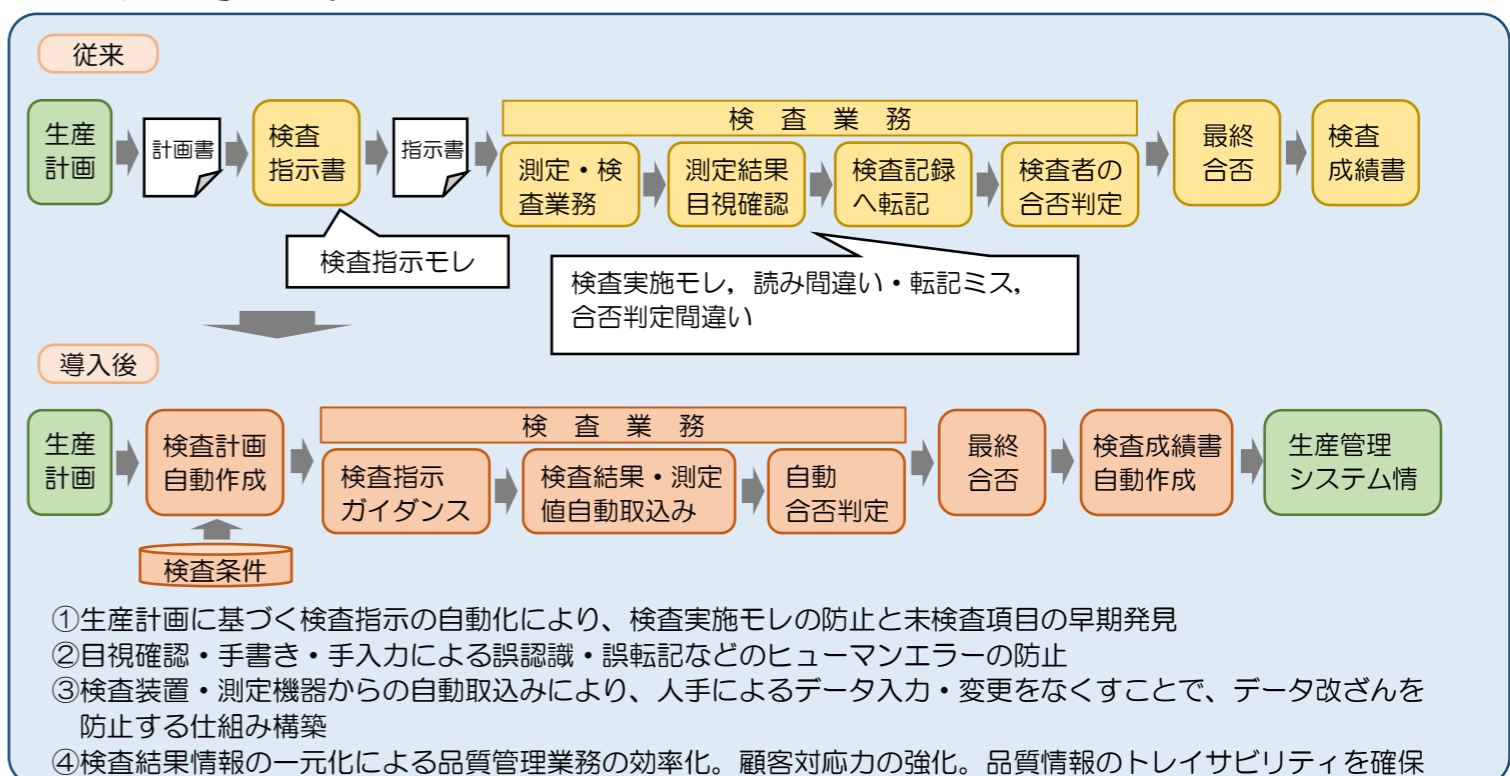 従来
生産
計画
計画書
検査
指示書
指示書
検査業務
測定・検
査業務
測定結果
目視確認
検査記録
へ転記
検査者の
合否判定
最終
合否
検査
成績書
検査指示モレ
検査実施モレ，読み間違い・転記ミス，
合否判定間違い
導入後
生産
計画
検査計画
自動作成
検査条件
検査業務
検査指示
ガイダンス
検査結果・測定
値自動取込み
自動
合否判定
最終
合否
検査成績書
自動作成
生産管理
システム情
①生産計画に基づく検査指示の自動化により、検査実施モレの防止と未検査項目の早期発見
②目視確認・手書き・手入力による誤認識・誤転記などのヒューマンエラーの防止
③検査装置・測定機器からの自動取込みにより、人手によるデータ入力・変更をなくすことで、データ改ざんを
防止する仕組み構築
④検査結果情報の一元化による品質管理業務の効率化。顧客対応力の強化。品質情報のトレイサビリティを確保